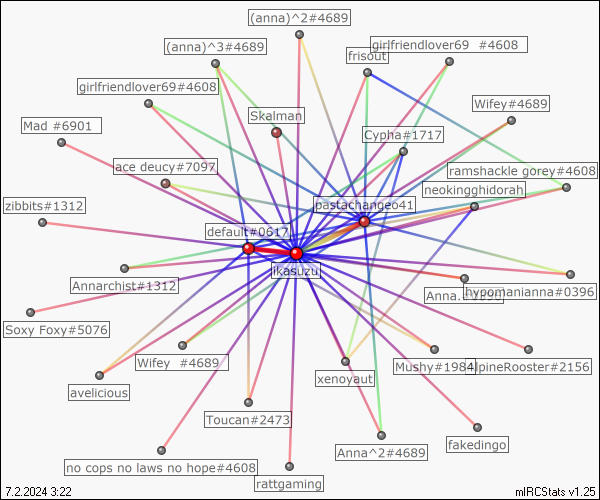 (anna)^2#4689
(anna)^3#4689
girlfriendlover69 #4608
frisout
girlfriendlover69#4608
Wifey#4689
Skalman
Mad #6901
Cypha#1717
ace deucy#7097
ramshackle gorey#4608
neokingghidorah
zibbits#1312
pastachangeo41
default#0617
ikasuzu
Annarchist#1312
hypomanianna#0396
Soxy Foxy#5076
Wifey #4689
Mushy#1984
lpineRooster#2156
xenoyaut
avelicious
Toucan#2473
Anna^2#4689
fakedingo
no cops no laws no hope#4608
rattgaming
7.2.2024 3:22
mIRCStats v1.25